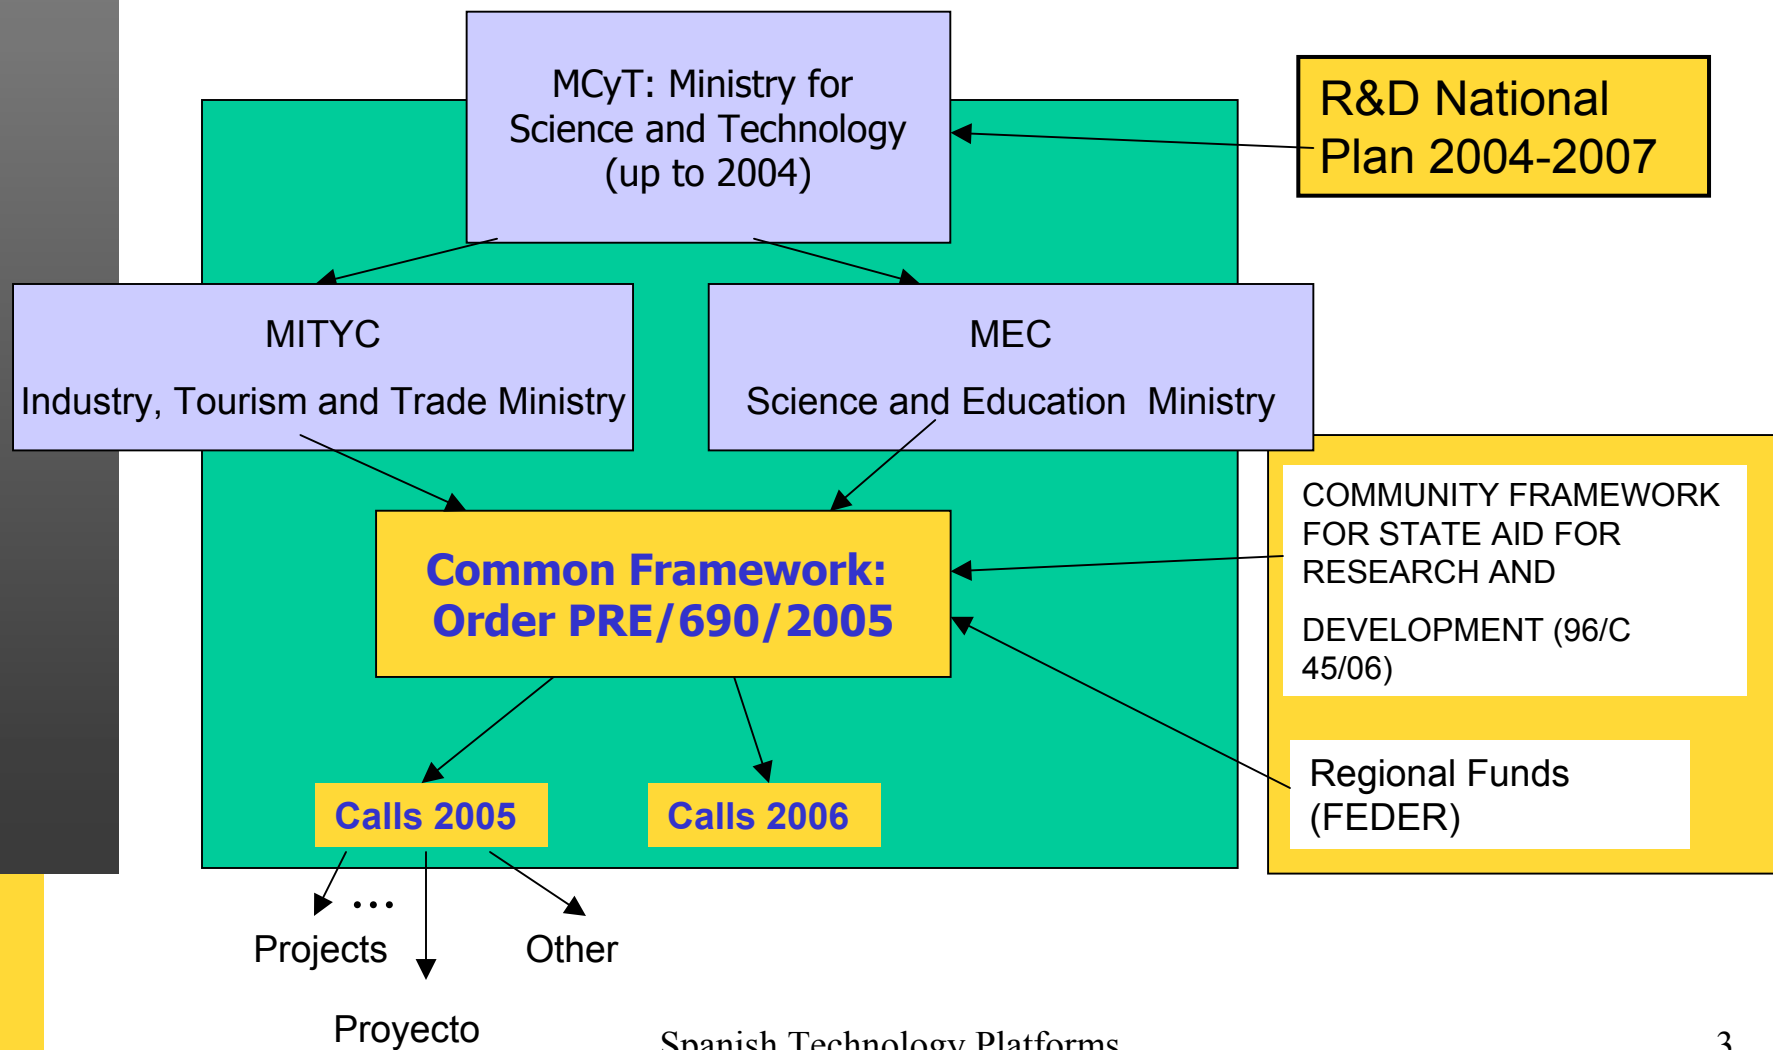 MCyT: Ministry for
Science and Technology
(up to 2004)
R&D National
Plan 2004-2007
MITYC
Industry, Tourism and Trade Ministry
MEC
Science and Education Ministry
Common Framework:
Order PRE/690/2005
COMMUNITY FRAMEWORK
FOR STATE AID FOR
RESEARCH AND
DEVELOPMENT (96/C
45/06)
Regional Funds
(FEDER)
Calls 2005
Calls 2006
...
Projects
Other
Proyecto
Spanish Technology Platforms
3